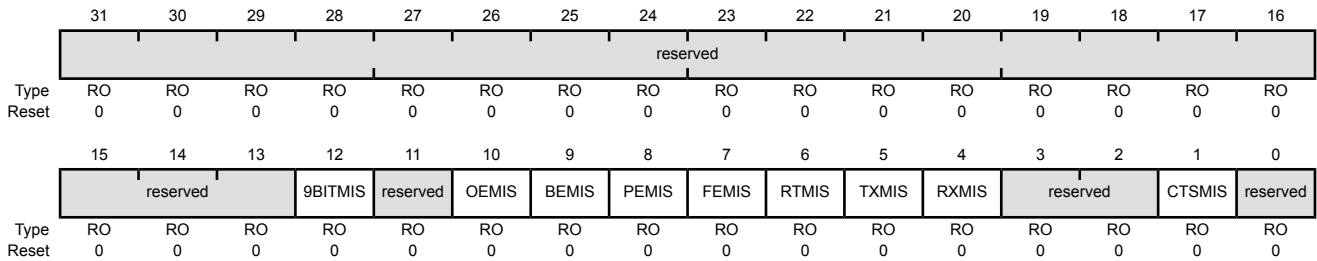 31 30 29 28 27 26 25 24 23 22 21 20 19 18 17 16
reserved
Type RO RO RO RO RO RO RO RO RO RO RO RO RO RO RO RO
Reset 0 0 0 0 0 0 0 0 0 0 0 0 0 0 0 0
15 14 13 12 11 10 9 8 7 6 5 4 3 2 1 0
reserved 9BITMIS reserved OEMIS BEMIS PEMIS FEMIS RTMIS TXMIS RXMIS reserved CTSMIS reserved
Type RO RO RO RO RO RO RO RO RO RO RO RO RO RO RO RO
Reset 0 0 0 0 0 0 0 0 0 0 0 0 0 0 0 0